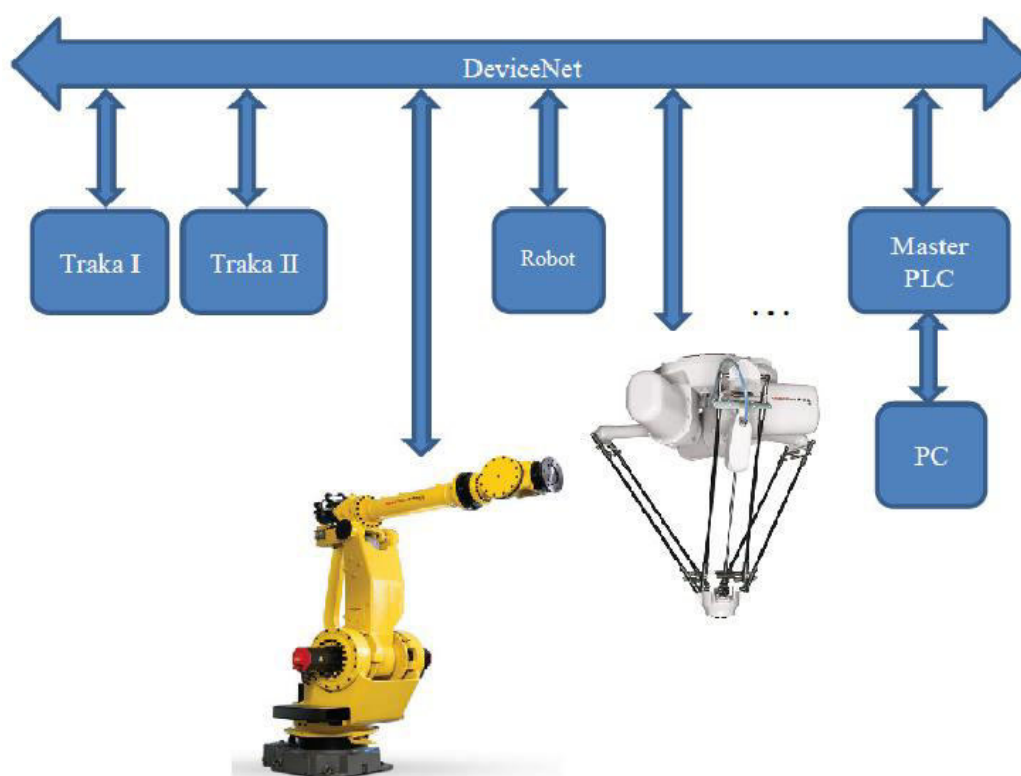 DeviceNet
Traka I
Traka II
Robot
Master
PLC
...
PC